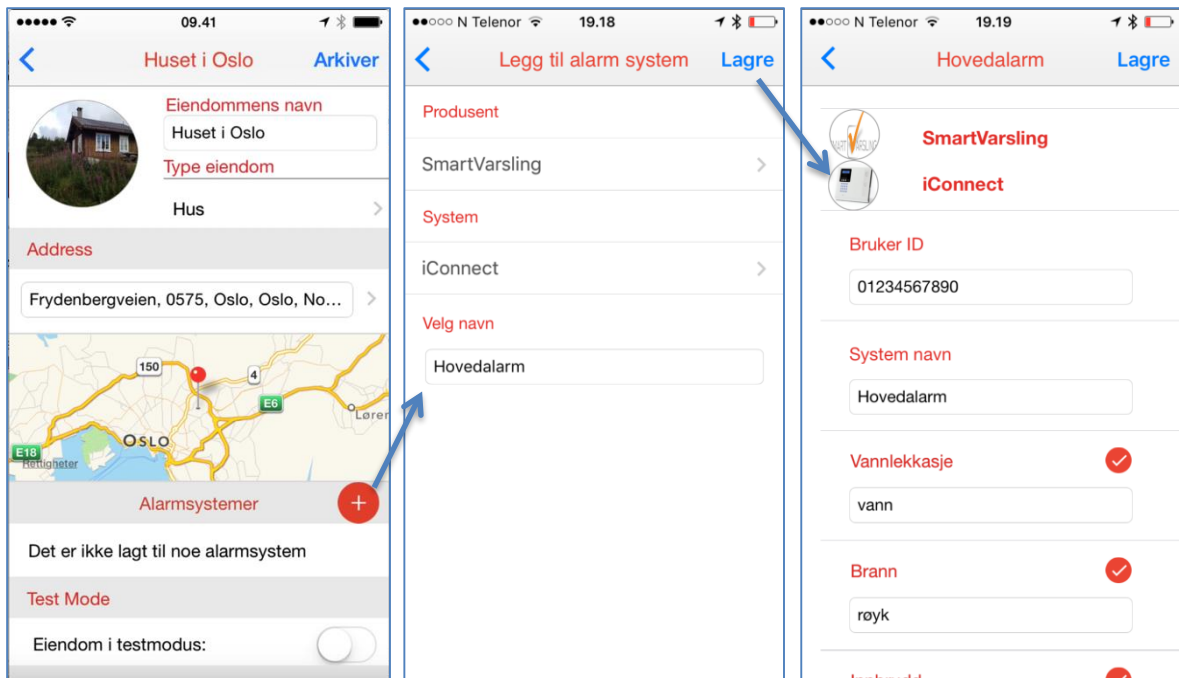 09.41
Huset i Oslo
Arkiver
Eiendommens navn
Huset i Oslo
Type eiendom
Hus
Address
Frydenbergveien, 0575, Oslo, Oslo, No...
150
4
E6
Lører
OSLO
E18
Rettigheter
Alarmsystemer
+
Det er ikke lagt til noe alarmsystem
Test Mode
Eiendom i testmodus:
N Telenor 19.18
Legg til alarm system
Lagre
Produsent
SmartVarsling
System
iConnect
Velg navn
Hovedalarm
N Telenor 19.19
Hovedalarm
Lagre
SmartVarsling
iConnect
Bruker ID
01234567890
System navn
Hovedalarm
Vannlekkasje
vann
Brann
røyk